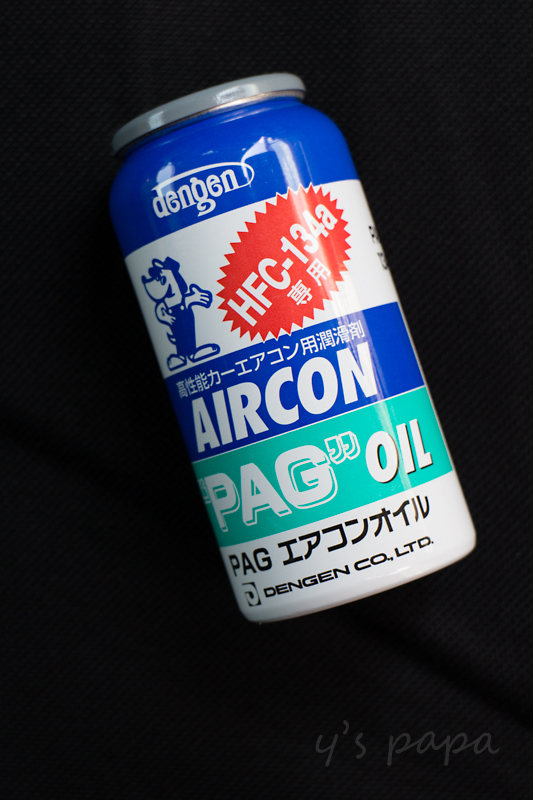 dengen
HFC-134a
専用
高性能カーエアコン用潤滑剤
AIRCON
"PAG" OIL
PAG エアコンオイル
DENGEN CO., LTD.
y's papa